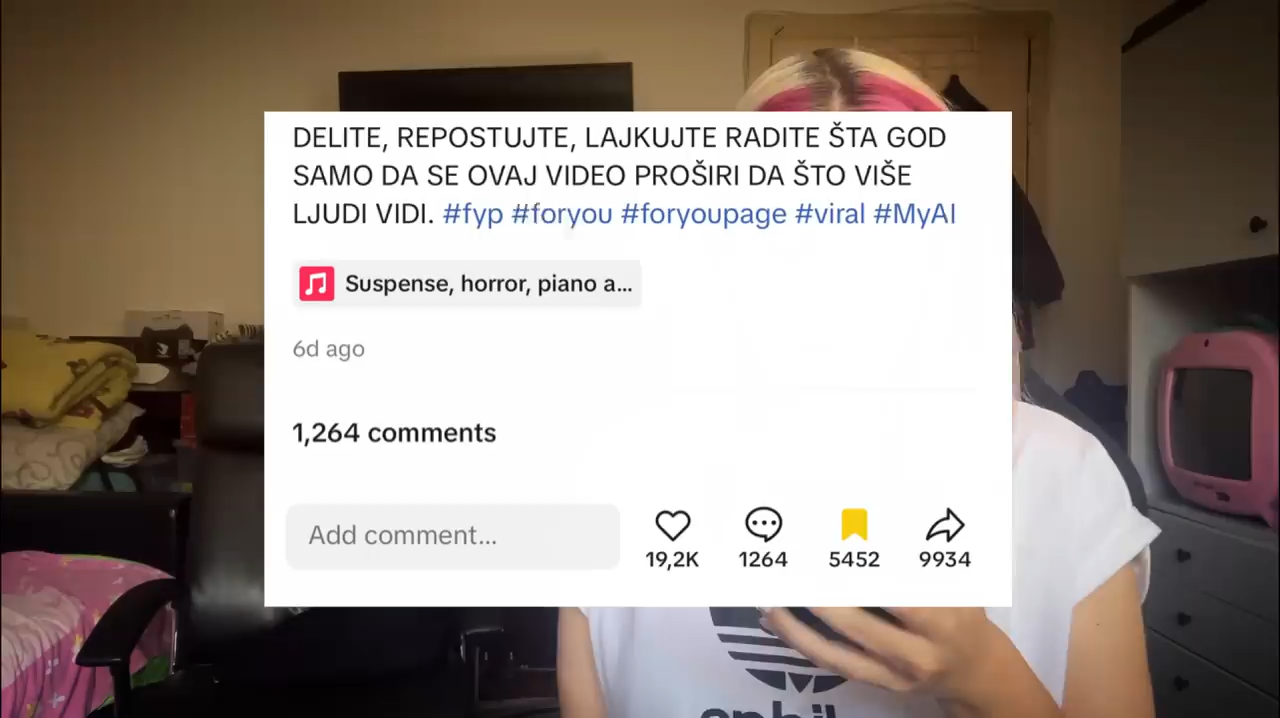 DELITE, REPOSTUJTE, LAJKUJTE RADITE ŠTA GOD
SAMO DA SE OVAJ VIDEO PROŠIRI DA ŠTO VIŠE
LJUDI VIDI. #fyp #foryou #foryoupage #viral #MyAI
Suspense, horror, piano a...
6d ago
1,264 comments
Add comment...
19,2K 1264 5452 9934